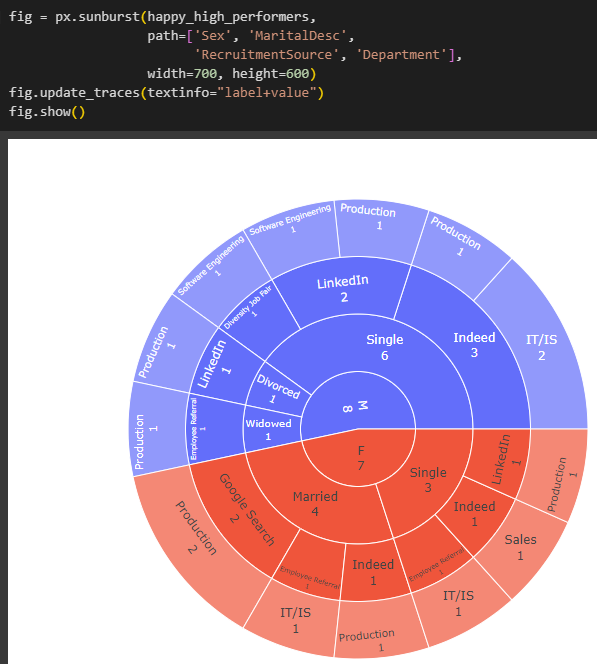 fig = px.sunburst(happy_high_performers,
path=['Sex', 'MaritalDesc',
'RecruitmentSource', 'Department'],
width=700, height=600)
fig.update_traces(textinfo="label+value")
fig.show()
Software Engineering
1
Production
1
Production
1
Software Engineering
1
Diversity Job Fair
1
LinkedIn
2
Indeed
3
IT/IS
2
Production
1
LinkedIn
1
Single
6
Divorced
1
Production
1
Employee Referral
1
Widowed
1
M
8
F
7
Single
3
LinkedIn
1
Production
1
Married
4
Google Search
2
Production
2
Indeed
1
Sales
1
Employee Referral
1
Indeed
1
Employee Referral
1
IT/IS
1
Production
1
IT/IS
1